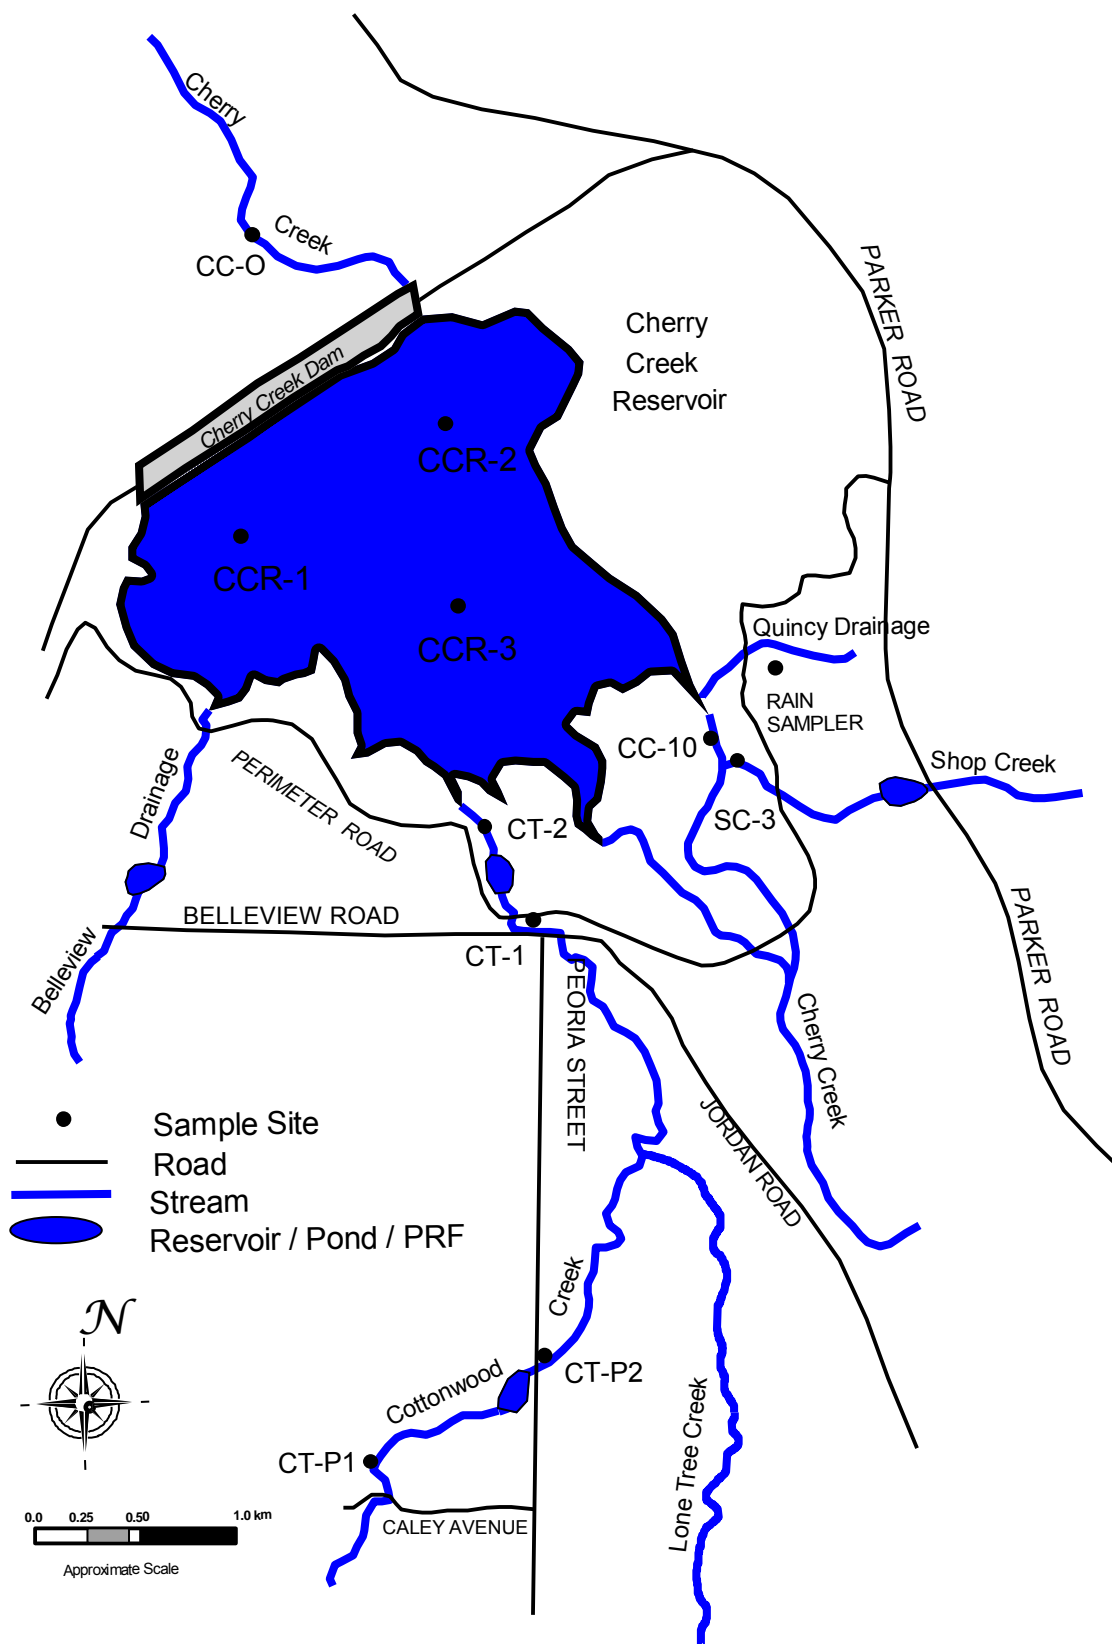 Cherry
Creek
CC-O
PARKER ROAD
Cherry
Creek
Reservoir
Cherry Creek Dam
CCR-2
CCR-1
CCR-3
Quincy Drainage
RAIN
SAMPLER
CC-10
Shop Creek
SC-3
PERIMETER ROAD
Drainage
CT-2
BELLEVIEW ROAD
Belleview
CT-1
PEORIA STREET
PARKER ROAD
Cherry Creek
JORDAN ROAD
Sample Site
Road
Stream
Reservoir / Pond / PRF
N
Creek
CT-P2
Cottonwood
CT-P1
Lone Tree Creek
CALEY AVENUE
0.0 0.25 0.50 1.0 km
Approximate Scale